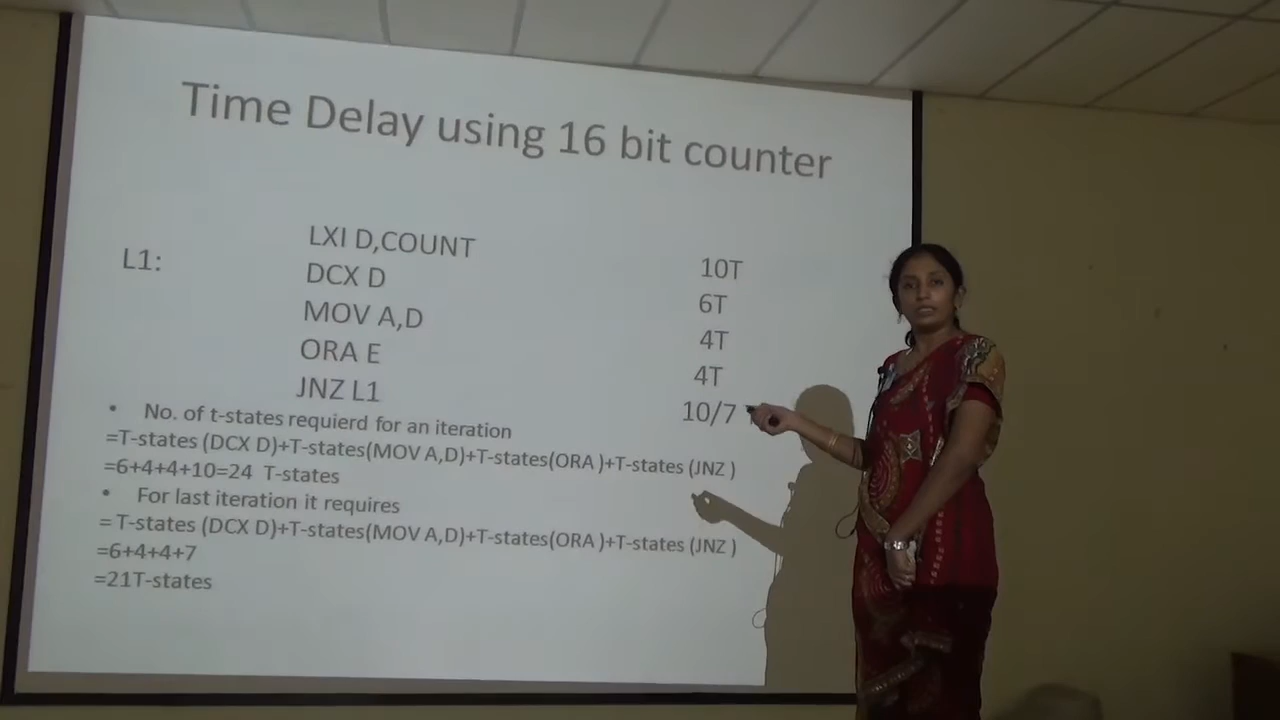 Time Delay using 16 bit counter
LXI D,COUNT 10T
L1: DCX D 6T
MOV A,D 4T
ORA E 4T
JNZ L1 10/7
• No. of t-states requierd for an iteration
=T-states (DCX D)+T-states(MOV A,D)+T-states(ORA )+T-states (JNZ )
=6+4+4+10=24 T-states
• For last iteration it requires
= T-states (DCX D)+T-states(MOV A,D)+T-states(ORA )+T-states (JNZ )
=6+4+4+7
=21T-states